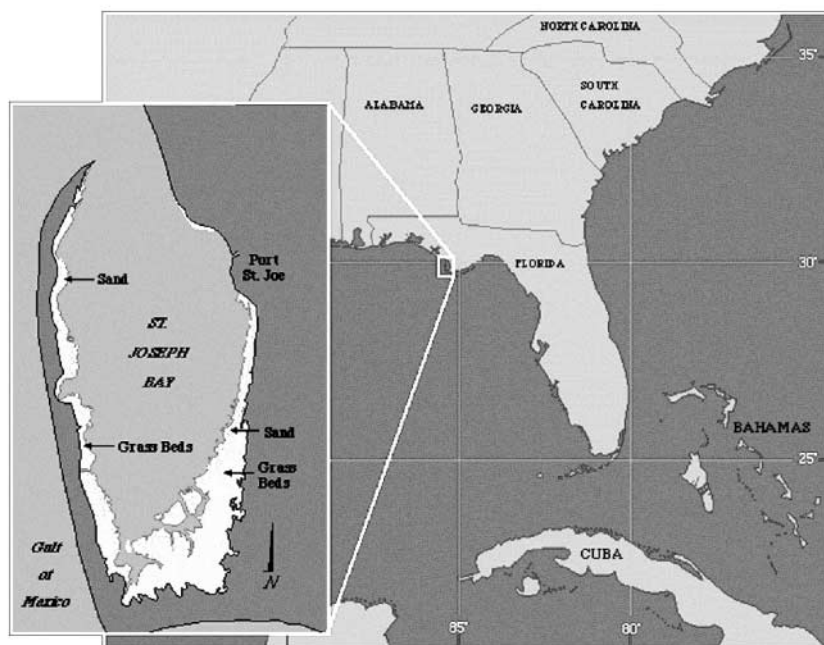 NORTH CAROLINA
35°
SOUTH
CAROLINA
ALABAMA
GEORGIA
Port
St. Joe
30°
FLORIDA
Sand
ST.
JOSEPH
BAY
BAHAMAS
Sand
Grass Beds
25°
Grass
Beds
Gulf
of
Mexico
N
CUBA
85°
80°